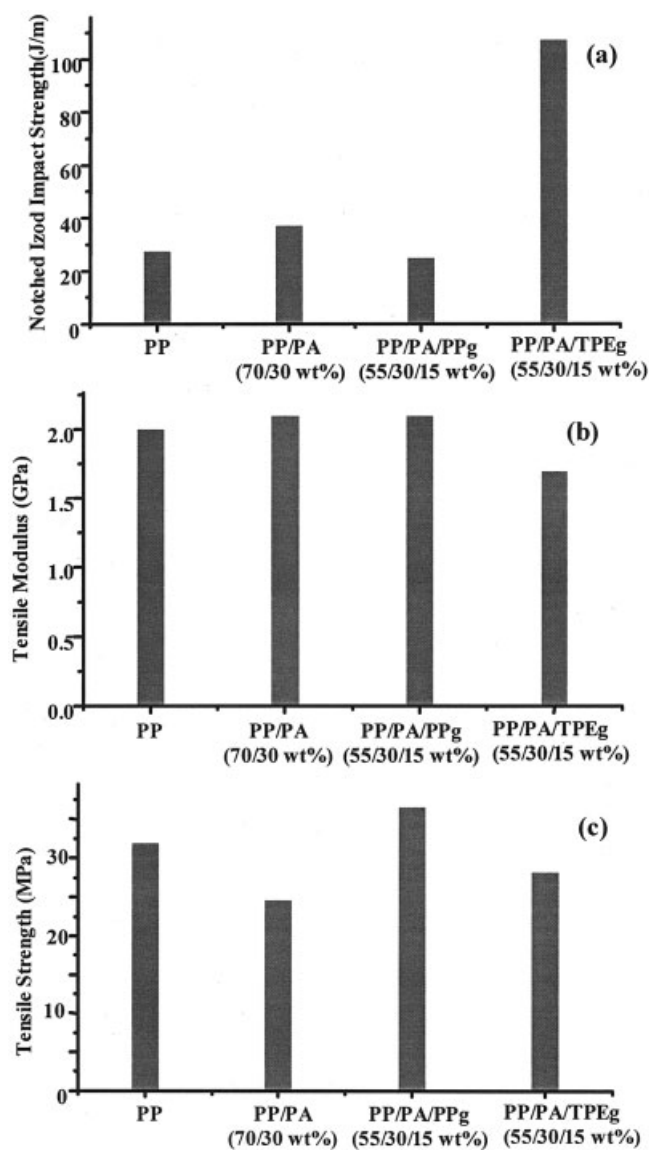 Notched Izod Impact Strength(J/m)
100
80
60
40
20
0
(a)
PP
PP/PA
(70/30 wt%)
PP/PA/PPg
(55/30/15 wt%)
PP/PA/TPEg
(55/30/15 wt%)
Tensile Modulus (GPa)
2.0
1.5
1.0
0.5
0.0
(b)
PP
PP/PA
(70/30 wt%)
PP/PA/PPg
(55/30/15 wt%)
PP/PA/TPEg
(55/30/15 wt%)
Tensile Strength (MPa)
30
20
10
0
(c)
PP
PP/PA
(70/30 wt%)
PP/PA/PPg
(55/30/15 wt%)
PP/PA/TPEg
(55/30/15 wt%)